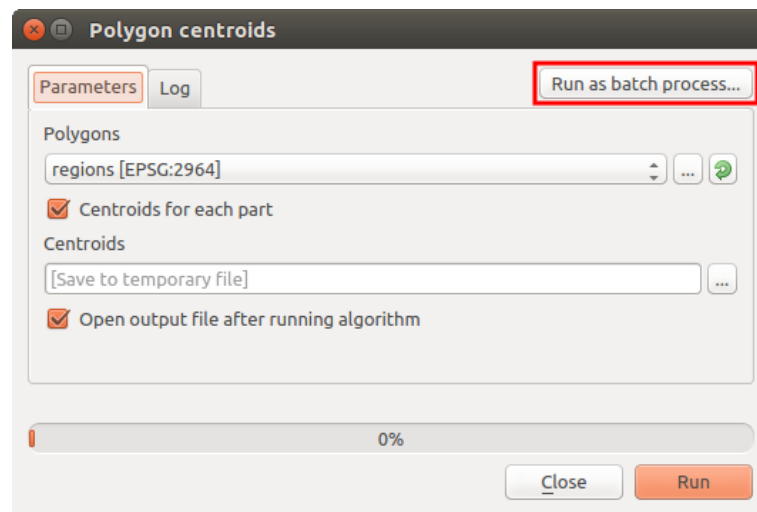 Polygon centroids
Parameters
Log
Run as batch process...
Polygons
regions [EPSG:2964]
...
Centroids for each part
Centroids
[Save to temporary file]
...
Open output file after running algorithm
0%
Close
Run